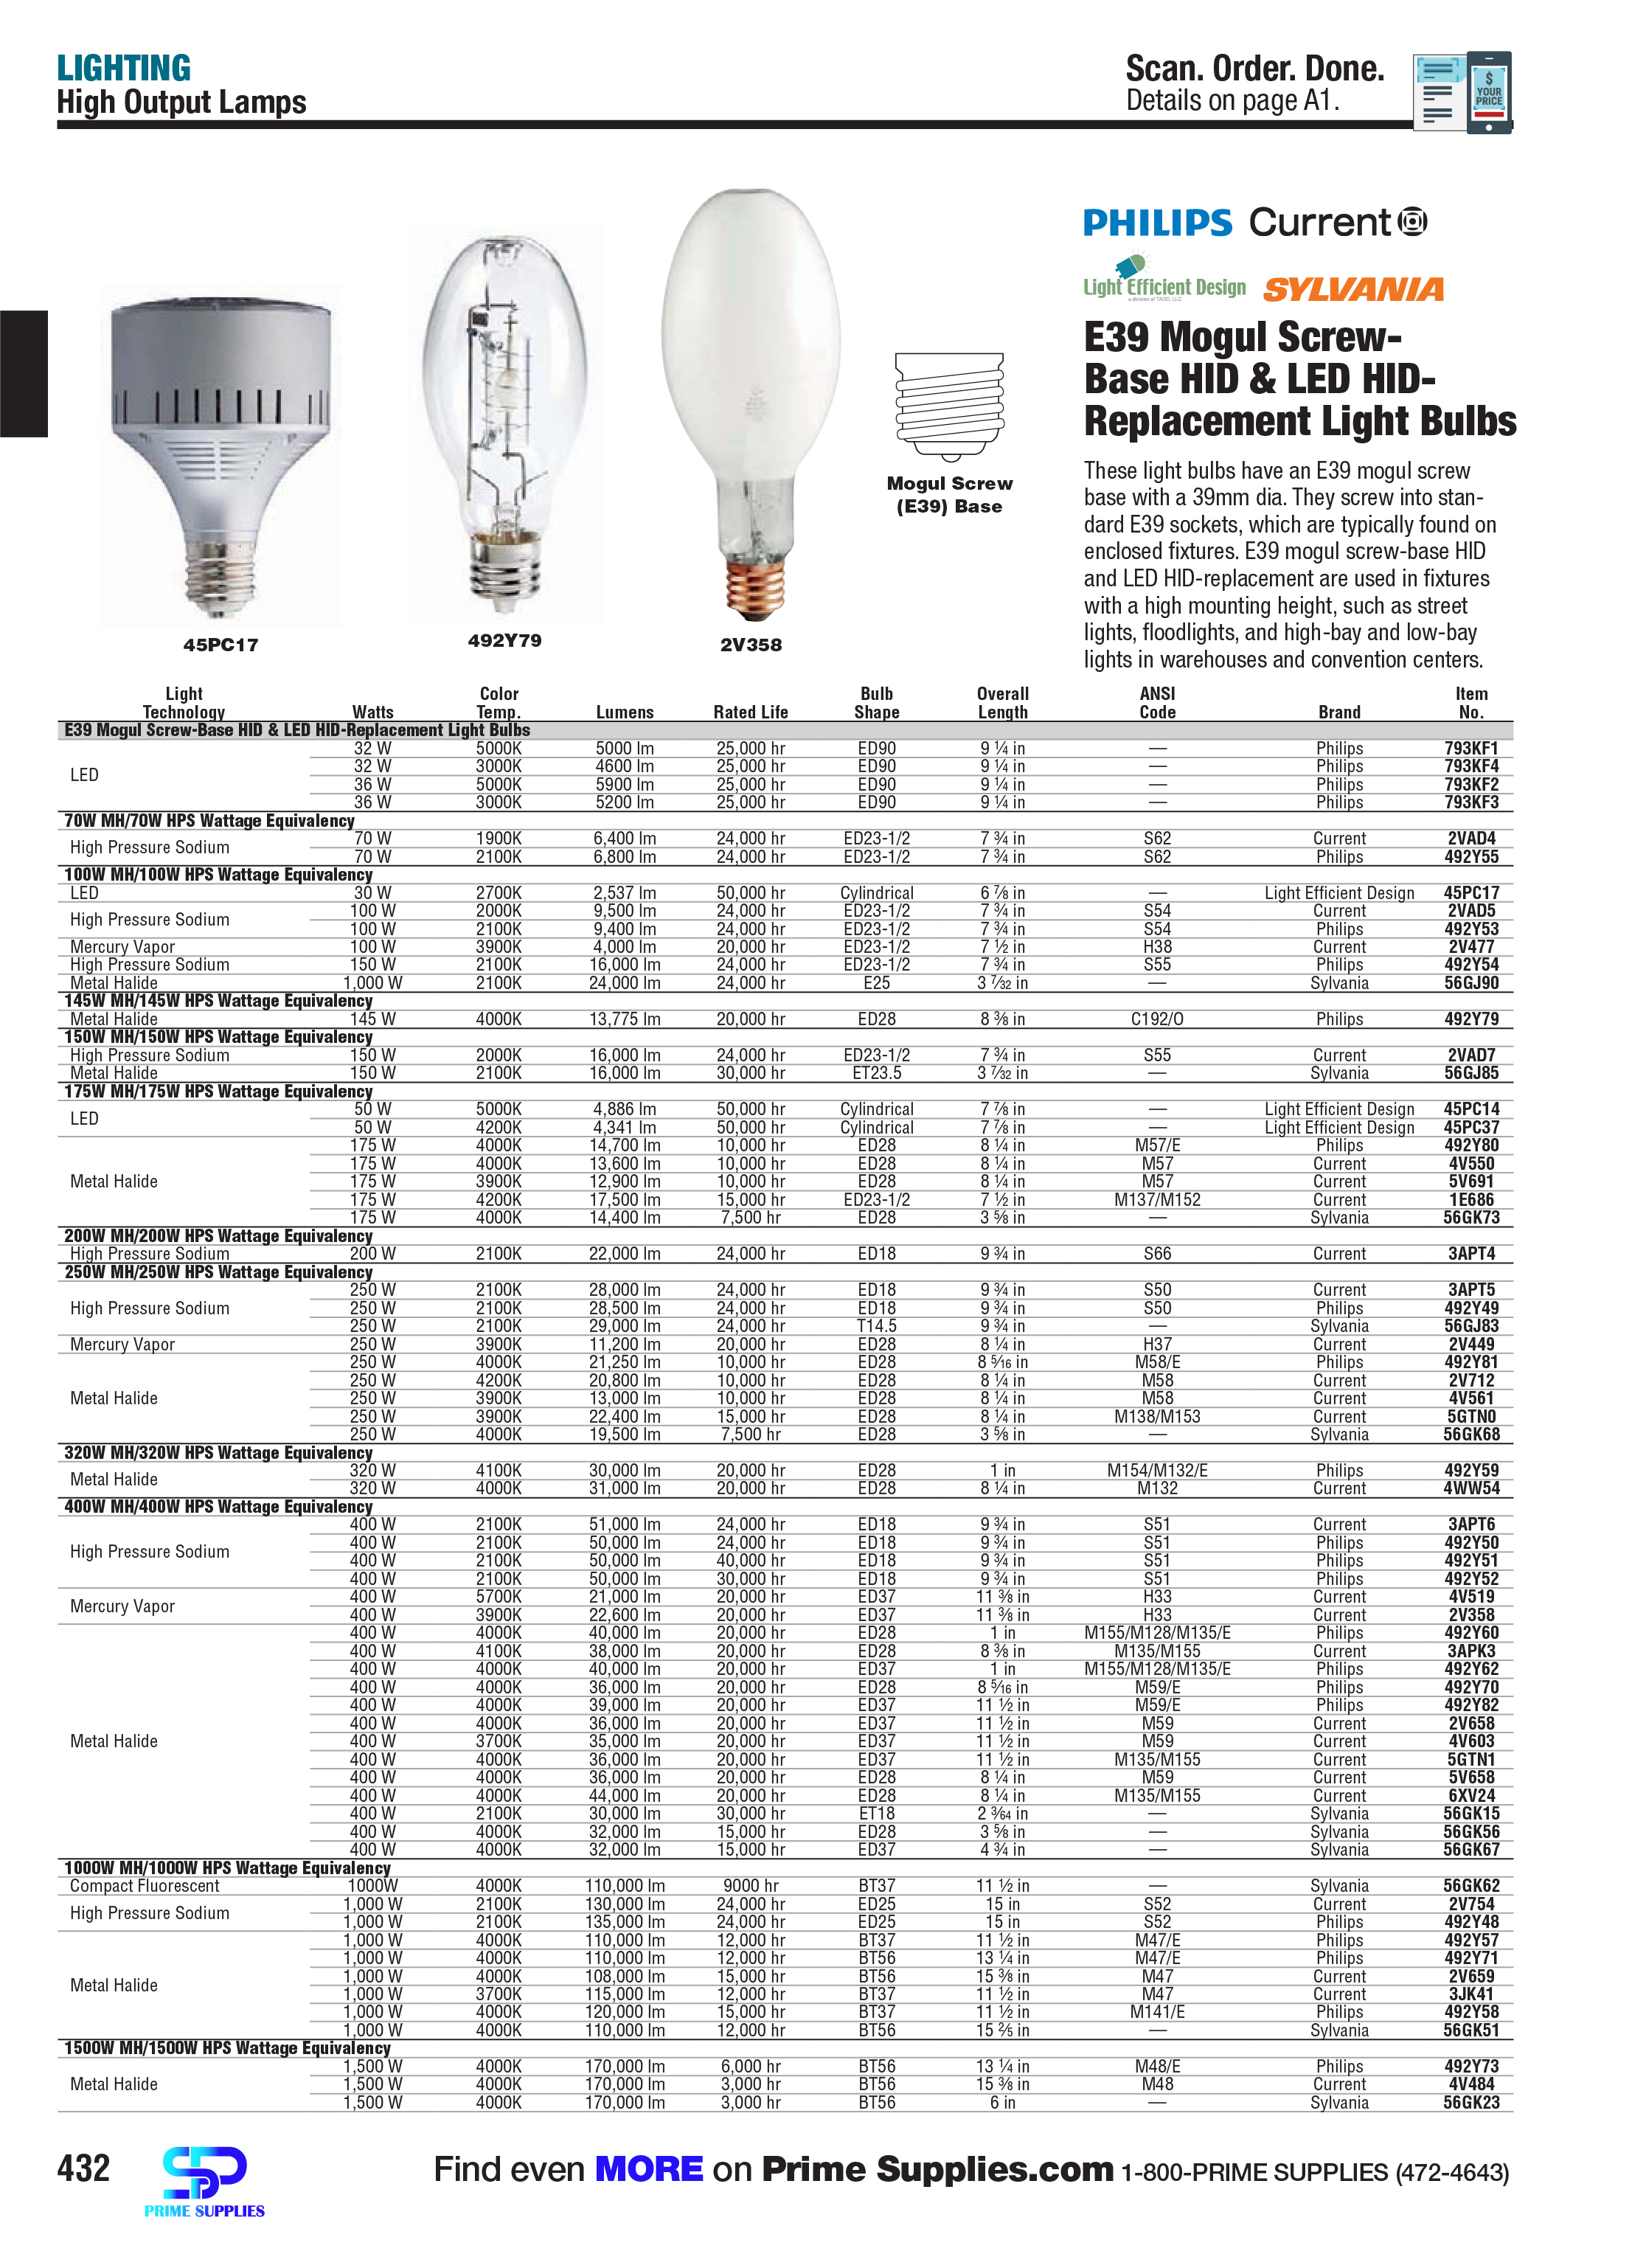 LIGHTING
High Output Lamps
Scan. Order. Done.
Details on page A1.
$
YOUR
PRICE
PHILIPS Current
Light Efficient Design SYLVANIA
a division of TADD, LLC
E39 Mogul Screw-
Base HID & LED HID-
Replacement Light Bulbs
Mogul Screw
(E39) Base
These light bulbs have an E39 mogul screw
base with a 39mm dia. They screw into stan-
dard E39 sockets, which are typically found on
enclosed fixtures. E39 mogul screw-base HID
and LED HID-replacement are used in fixtures
with a high mounting height, such as street
lights, floodlights, and high-bay and low-bay
lights in warehouses and convention centers.
45PC17 492Y79 2V358
Light Color Bulb Overall ANSI Item
Technology Watts Temp. Lumens Rated Life Shape Length Code Brand No.
E39 Mogul Screw-Base HID & LED HID-Replacement Light Bulbs
LED
32 W 5000K 5000 lm 25,000 hr ED90 9 1/4 in — Philips 793KF1
32 W 3000K 4600 lm 25,000 hr ED90 9 1/4 in — Philips 793KF4
36 W 5000K 5900 lm 25,000 hr ED90 9 1/4 in — Philips 793KF2
36 W 3000K 5200 lm 25,000 hr ED90 9 1/4 in — Philips 793KF3
70W MH/70W HPS Wattage Equivalency
High Pressure Sodium
70 W 1900K 6,400 lm 24,000 hr ED23-1/2 7 3/4 in S62 Current 2VAD4
70 W 2100K 6,800 lm 24,000 hr ED23-1/2 7 3/4 in S62 Philips 492Y55
100W MH/100W HPS Wattage Equivalency
LED 30 W 2700K 2,537 lm 50,000 hr Cylindrical 6 7/8 in — Light Efficient Design 45PC17
High Pressure Sodium
100 W 2000K 9,500 lm 24,000 hr ED23-1/2 7 3/4 in S54 Current 2VAD5
100 W 2100K 9,400 lm 24,000 hr ED23-1/2 7 3/4 in S54 Philips 492Y53
Mercury Vapor 100 W 3900K 4,000 lm 20,000 hr ED23-1/2 7 1/2 in H38 Current 2V477
High Pressure Sodium 150 W 2100K 16,000 lm 24,000 hr ED23-1/2 7 3/4 in S55 Philips 492Y54
Metal Halide 1,000 W 2100K 24,000 lm 24,000 hr E25 3 7/32 in — Sylvania 56GJ90
145W MH/145W HPS Wattage Equivalency
Metal Halide 145 W 4000K 13,775 lm 20,000 hr ED28 8 3/8 in C192/O Philips 492Y79
150W MH/150W HPS Wattage Equivalency
High Pressure Sodium 150 W 2000K 16,000 lm 24,000 hr ED23-1/2 7 3/4 in S55 Current 2VAD7
Metal Halide 150 W 2100K 16,000 lm 30,000 hr ET23.5 3 7/32 in — Sylvania 56GJ85
175W MH/175W HPS Wattage Equivalency
LED
50 W 5000K 4,886 lm 50,000 hr Cylindrical 7 7/8 in — Light Efficient Design 45PC14
50 W 4200K 4,341 lm 50,000 hr Cylindrical 7 7/8 in — Light Efficient Design 45PC37
Metal Halide
175 W 4000K 14,700 lm 10,000 hr ED28 8 1/4 in M57/E Philips 492Y80
175 W 4000K 13,600 lm 10,000 hr ED28 8 1/4 in M57 Current 4V550
175 W 3900K 12,900 lm 10,000 hr ED28 8 1/4 in M57 Current 5V691
175 W 4200K 17,500 lm 15,000 hr ED23-1/2 7 1/2 in M137/M152 Current 1E686
175 W 4000K 14,400 lm 7,500 hr ED28 3 5/8 in — Sylvania 56GK73
200W MH/200W HPS Wattage Equivalency
High Pressure Sodium 200 W 2100K 22,000 lm 24,000 hr ED18 9 3/4 in S66 Current 3APT4
250W MH/250W HPS Wattage Equivalency
High Pressure Sodium
250 W 2100K 28,000 lm 24,000 hr ED18 9 3/4 in S50 Current 3APT5
250 W 2100K 28,500 lm 24,000 hr ED18 9 3/4 in S50 Philips 492Y49
250 W 2100K 29,000 lm 24,000 hr T14.5 9 3/4 in — Sylvania 56GJ83
Mercury Vapor 250 W 3900K 11,200 lm 20,000 hr ED28 8 1/4 in H37 Current 2V449
Metal Halide
250 W 4000K 21,250 lm 10,000 hr ED28 8 5/16 in M58/E Philips 492Y81
250 W 4200K 20,800 lm 10,000 hr ED28 8 1/4 in M58 Current 2V712
250 W 3900K 13,000 lm 10,000 hr ED28 8 1/4 in M58 Current 4V561
250 W 3900K 22,400 lm 15,000 hr ED28 8 1/4 in M138/M153 Current 5GTN0
250 W 4000K 19,500 lm 7,500 hr ED28 3 5/8 in — Sylvania 56GK68
320W MH/320W HPS Wattage Equivalency
Metal Halide
320 W 4100K 30,000 lm 20,000 hr ED28 1 in M154/M132/E Philips 492Y59
320 W 4000K 31,000 lm 20,000 hr ED28 8 1/4 in M132 Current 4WW54
400W MH/400W HPS Wattage Equivalency
High Pressure Sodium
400 W 2100K 51,000 lm 24,000 hr ED18 9 3/4 in S51 Current 3APT6
400 W 2100K 50,000 lm 24,000 hr ED18 9 3/4 in S51 Philips 492Y50
400 W 2100K 50,000 lm 40,000 hr ED18 9 3/4 in S51 Philips 492Y51
400 W 2100K 50,000 lm 30,000 hr ED18 9 3/4 in S51 Philips 492Y52
Mercury Vapor
400 W 5700K 21,000 lm 20,000 hr ED37 11 3/8 in H33 Current 4V519
400 W 3900K 22,600 lm 20,000 hr ED37 11 3/8 in H33 Current 2V358
Metal Halide
400 W 4000K 40,000 lm 20,000 hr ED28 1 in M155/M128/M135/E Philips 492Y60
400 W 4100K 38,000 lm 20,000 hr ED28 8 3/8 in M135/M155 Current 3APK3
400 W 4000K 40,000 lm 20,000 hr ED37 1 in M155/M128/M135/E Philips 492Y62
400 W 4000K 36,000 lm 20,000 hr ED28 8 5/16 in M59/E Philips 492Y70
400 W 4000K 39,000 lm 20,000 hr ED37 11 1/2 in M59/E Philips 492Y82
400 W 4000K 36,000 lm 20,000 hr ED37 11 1/2 in M59 Current 2V658
400 W 3700K 35,000 lm 20,000 hr ED37 11 1/2 in M59 Current 4V603
400 W 4000K 36,000 lm 20,000 hr ED37 11 1/2 in M135/M155 Current 5GTN1
400 W 4000K 36,000 lm 20,000 hr ED28 8 1/4 in M59 Current 5V658
400 W 4000K 44,000 lm 20,000 hr ED28 8 1/4 in M135/M155 Current 6XV24
400 W 2100K 30,000 lm 30,000 hr ET18 2 9/64 in — Sylvania 56GK15
400 W 4000K 32,000 lm 15,000 hr ED28 3 5/8 in — Sylvania 56GK56
400 W 4000K 32,000 lm 15,000 hr ED37 4 3/4 in — Sylvania 56GK67
1000W MH/1000W HPS Wattage Equivalency
Compact Fluorescent 1000W 4000K 110,000 lm 9000 hr BT37 11 1/2 in — Sylvania 56GK62
High Pressure Sodium
1,000 W 2100K 130,000 lm 24,000 hr ED25 15 in S52 Current 2V754
1,000 W 2100K 135,000 lm 24,000 hr ED25 15 in S52 Philips 492Y48
Metal Halide
1,000 W 4000K 110,000 lm 12,000 hr BT37 11 1/2 in M47/E Philips 492Y57
1,000 W 4000K 110,000 lm 12,000 hr BT56 13 1/4 in M47/E Philips 492Y71
1,000 W 4000K 108,000 lm 15,000 hr BT56 15 3/8 in M47 Current 2V659
1,000 W 3700K 115,000 lm 12,000 hr BT37 11 1/2 in M47 Current 3JK41
1,000 W 4000K 120,000 lm 15,000 hr BT37 11 1/2 in M141/E Philips 492Y58
1,000 W 4000K 110,000 lm 12,000 hr BT56 15 2/5 in — Sylvania 56GK51
1500W MH/1500W HPS Wattage Equivalency
Metal Halide
1,500 W 4000K 170,000 lm 6,000 hr BT56 13 1/4 in M48/E Philips 492Y73
1,500 W 4000K 170,000 lm 3,000 hr BT56 15 3/8 in M48 Current 4V484
1,500 W 4000K 170,000 lm 3,000 hr BT56 6 in — Sylvania 56GK23
432
PRIME SUPPLIES
Find even MORE on Prime Supplies.com 1-800-PRIME SUPPLIES (472-4643)